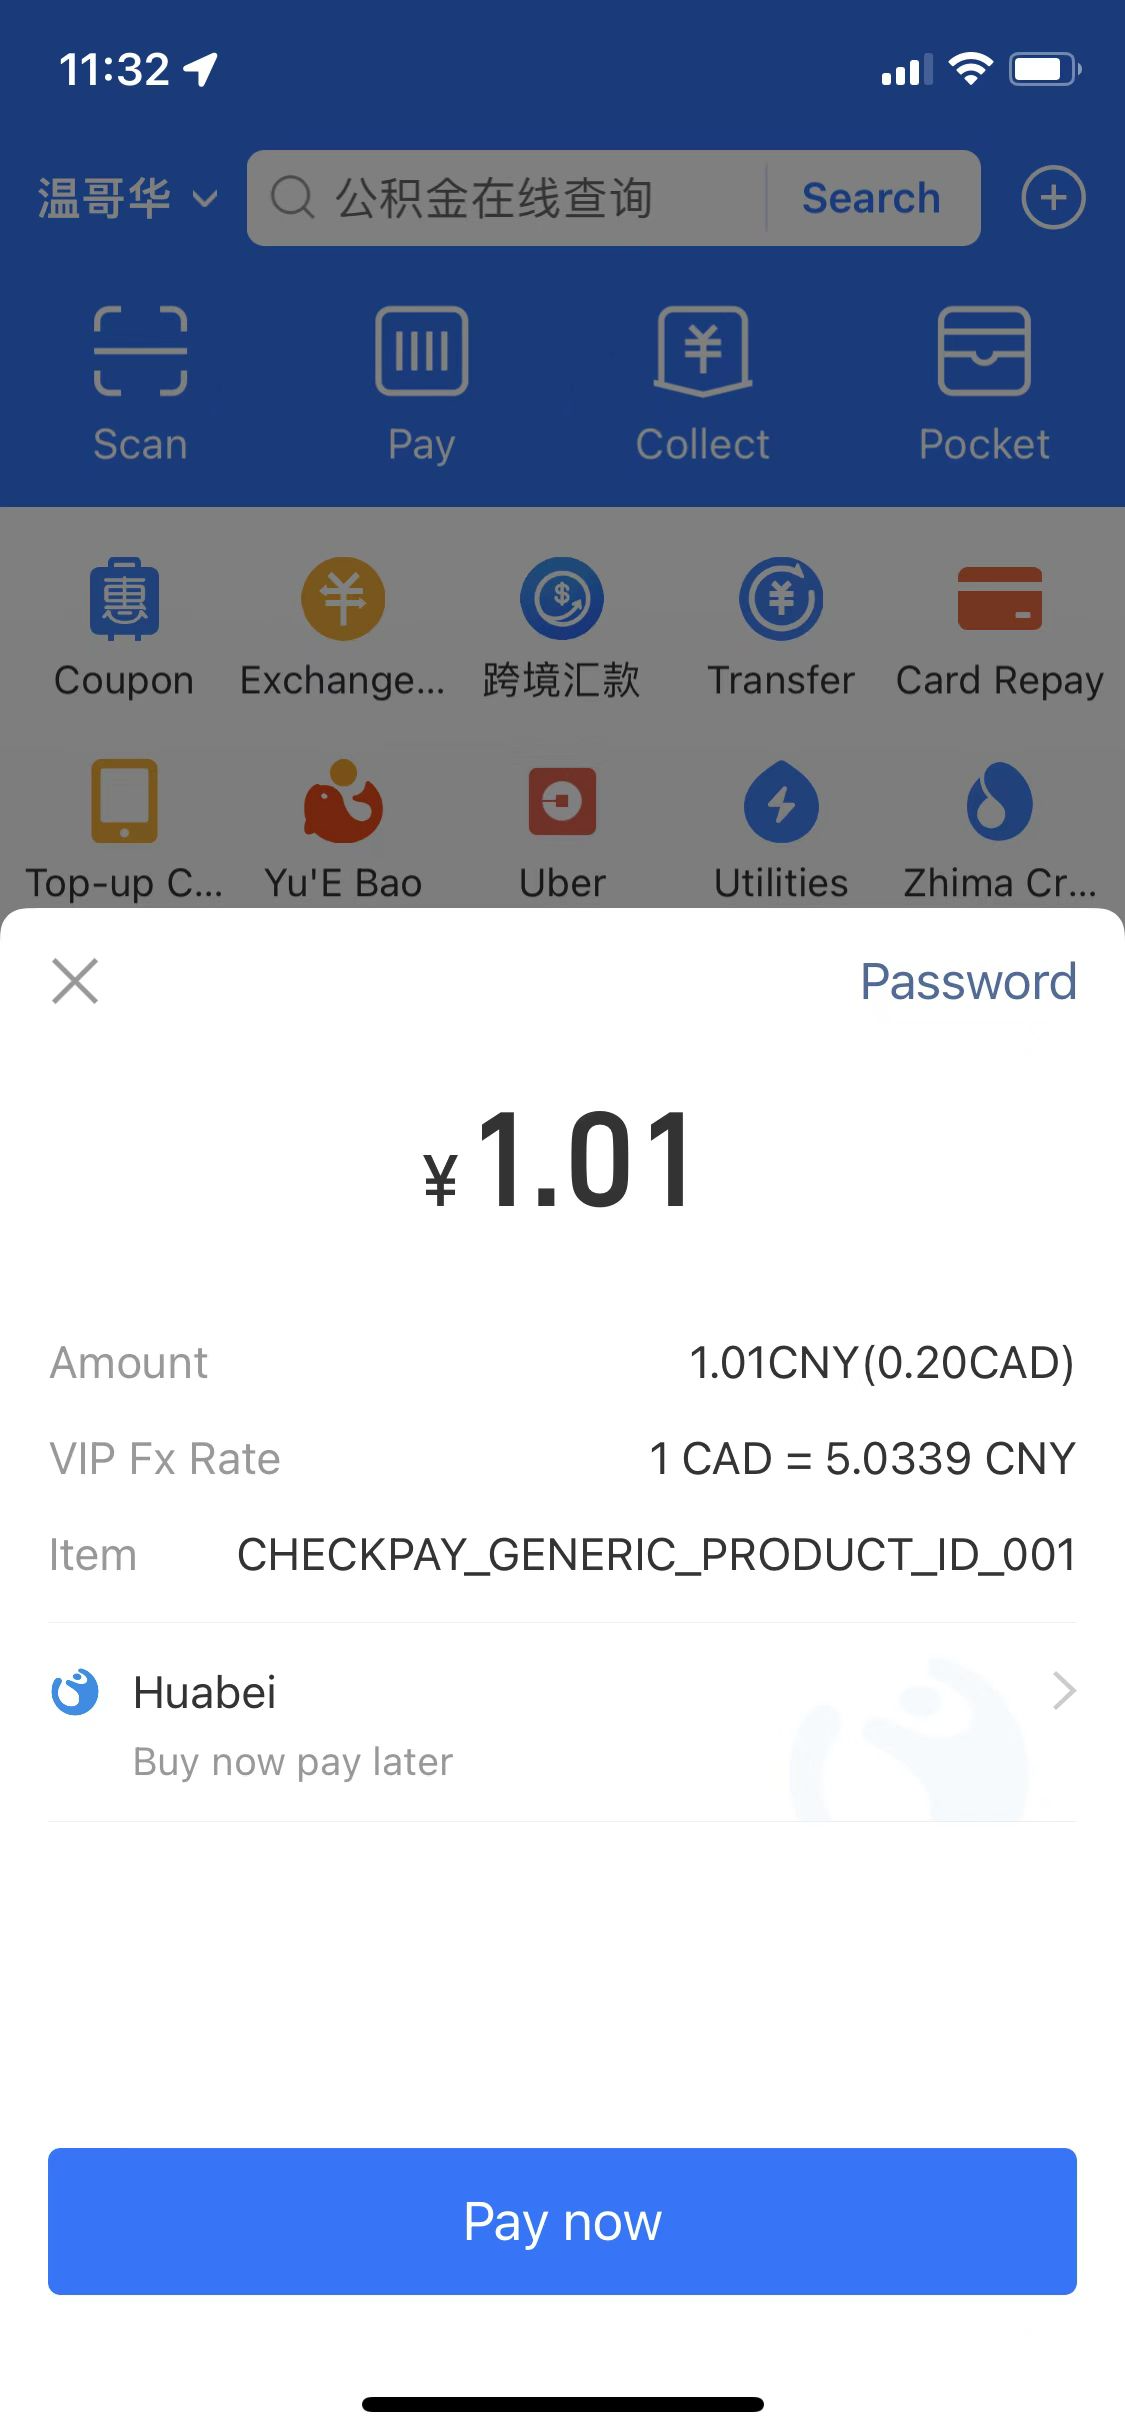 11:32
温哥华 公积金在线查询 Search
Scan Pay Collect Pocket
惠
Coupon Exchange... 跨境汇款 Transfer Card Repay
Top-up C... Yu'E Bao Uber Utilities Zhima Cr...
Password
¥1.01
Amount 1.01CNY(0.20CAD)
VIP Fx Rate 1 CAD = 5.0339 CNY
Item CHECKPAY_GENERIC_PRODUCT_ID_001
Huabei
Buy now pay later
Pay now